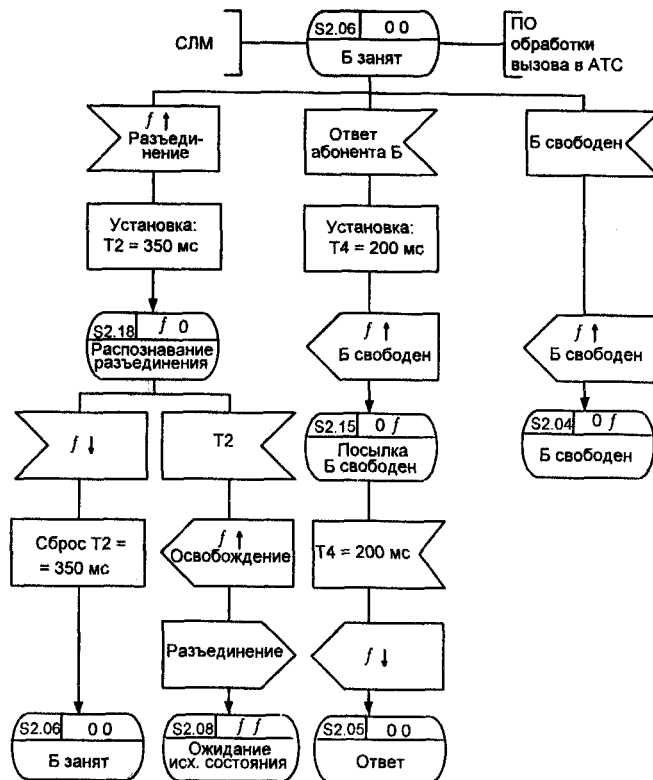 СЛМ
S2.06
0 0
Б занят
ПО
обработки
вызова в АТС
f ↑
Разъеди-
нение
Ответ
абонента Б
Б свободен
Установка:
T2 = 350 мс
Установка:
T4 = 200 мс
S2.18
f 0
Распознавание
разъединения
f ↑
Б свободен
f ↑
Б свободен
f ↓
T2
S2.15
0 f
Посылка
Б свободен
S2.04
0 f
Б свободен
Сброс T2 =
= 350 мс
f ↑
Освобождение
T4 = 200 мс
Разъединение
f ↓
S2.06
0 0
Б занят
S2.08
f f
Ожидание
исх. состояния
S2.05
0 0
Ответ